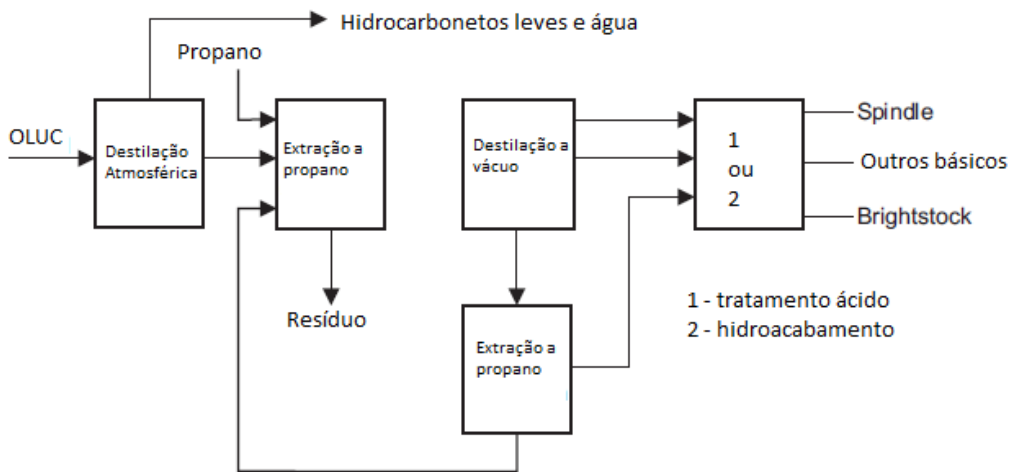 Hidrocarbonetos leves e água
Propano
OLUC
Destilação
Atmosférica
Extração a
propano
Destilação a
vácuo
1
ou
2
Spindle
Outros básicos
Brightstock
Resíduo
Extração a
propano
1 - tratamento ácido
2 - hidroacabamento